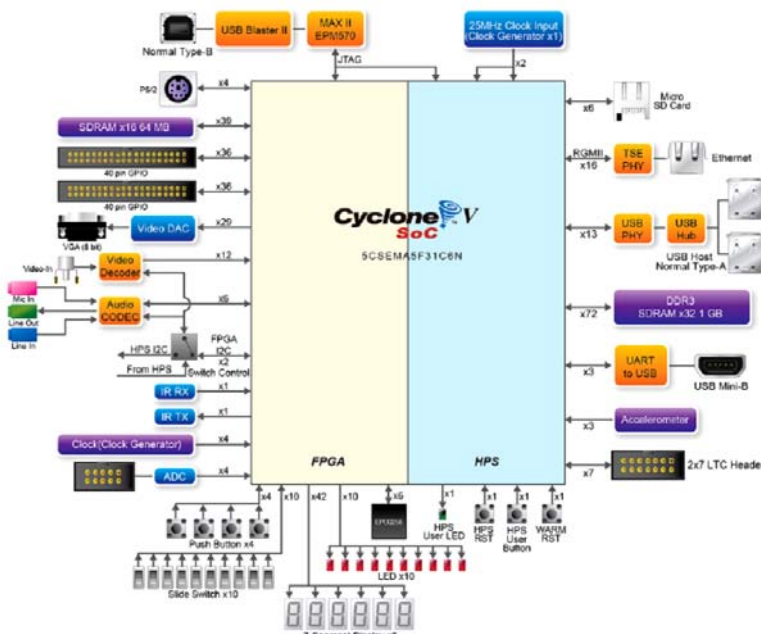 MAX II
EPM570
USB Blaster II
Normal Type-B
JTAG
25MHz Clock Input
(Clock Generator x1)
x2
PS/2
x4
SDRAM x16 64 MB
x39
x36
40 pin GPIO
x36
40 pin GPIO
VGA (8 bit)
Video DAC
x29
Video-In
Video
Decoder
x12
Mic In
Line Out
Line In
Audio
CODEC
x6
HPS I2C
From HPS
FPGA
I2C
x2
Switch Control
IR RX
x1
IR TX
x1
Clock(Clock Generator)
x4
ADC
x4
Cyclone V
SoC
5CSEMA5F31C6N
FPGA
HPS
x6
Micro
SD Card
RGMII
x16
TSE
PHY
Ethernet
x13
USB
PHY
USB
Hub
USB Host
Normal Type-A
x72
DDR3
SDRAM x32 1 GB
x3
UART
to USB
USB Mini-B
x3
Accelerometer
x7
2x7 LTC Heade
x4
x10
x42
x10
x6
x1
x1
x1
x1
Push Button x4
HPS
User LED
HPS
RST
HPS
User
Button
WARM
RST
Slide Switch x10
LED x10